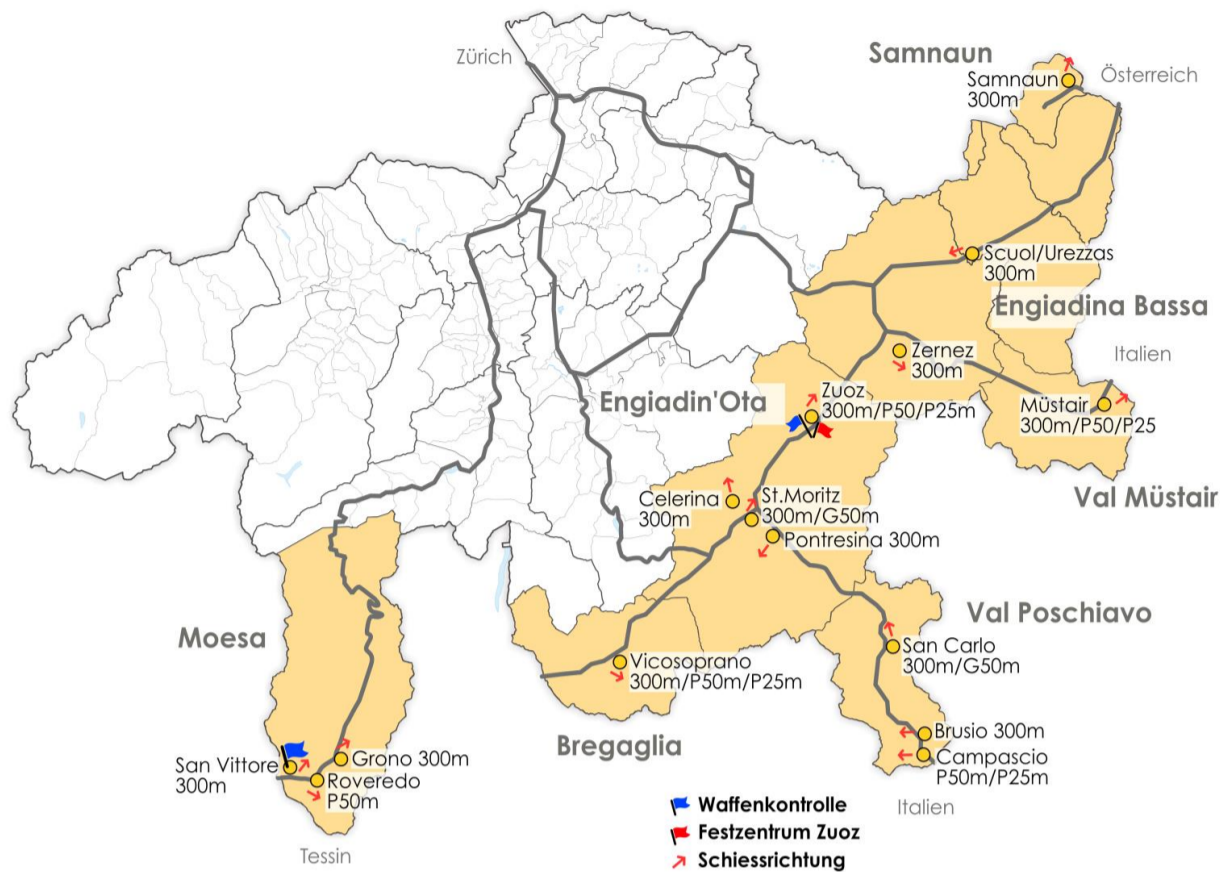 Zürich
Samnaun
Samnaun
300m
Österreich
Scuol/Urezzas
300m
Engiadina Bassa
Zernez
300m
Italien
Müstair
300m/P50/P25
Val Müstair
Engiadin'Ota
Zuoz
300m/P50/P25m
Celerina
300m
St.Moritz
300m/G50m
Pontresina 300m
Val Poschiavo
San Carlo
300m/G50m
Moesa
Vicosoprano
300m/P50m/P25m
Bregaglia
Brusio 300m
Campascio
P50m/P25m
Italien
San Vittore
300m
Grono 300m
Roveredo
P50m
Tessin
Waffenkontrolle
Festzentrum Zuoz
Schiessrichtung